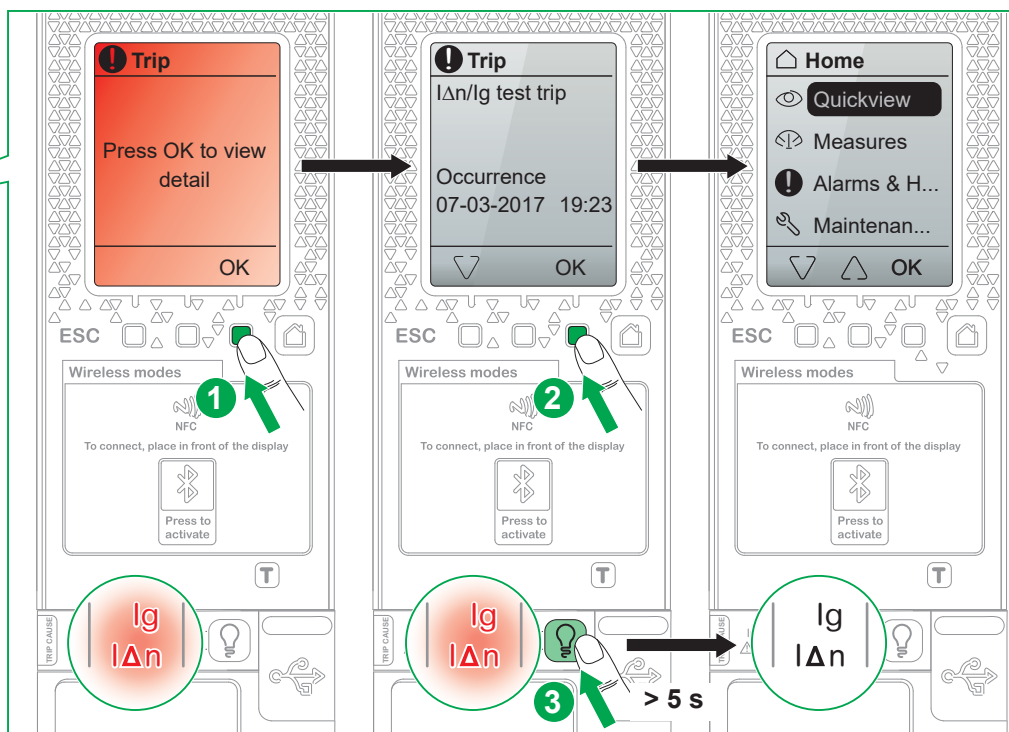 Trip
Press OK to view
detail
OK
ESC
1
Wireless modes
NFC
To connect, place in front of the display
Press to
activate
T
TRIP CAUSE
Ig
IΔn
Trip
IΔn/Ig test trip
Occurrence
07-03-2017 19:23
OK
ESC
2
Wireless modes
NFC
To connect, place in front of the display
Press to
activate
T
TRIP CAUSE
Ig
IΔn
3
> 5 s
Home
Quickview
Measures
Alarms & H...
Maintenan...
OK
ESC
Wireless modes
NFC
To connect, place in front of the display
Press to
activate
T
Ig
IΔn